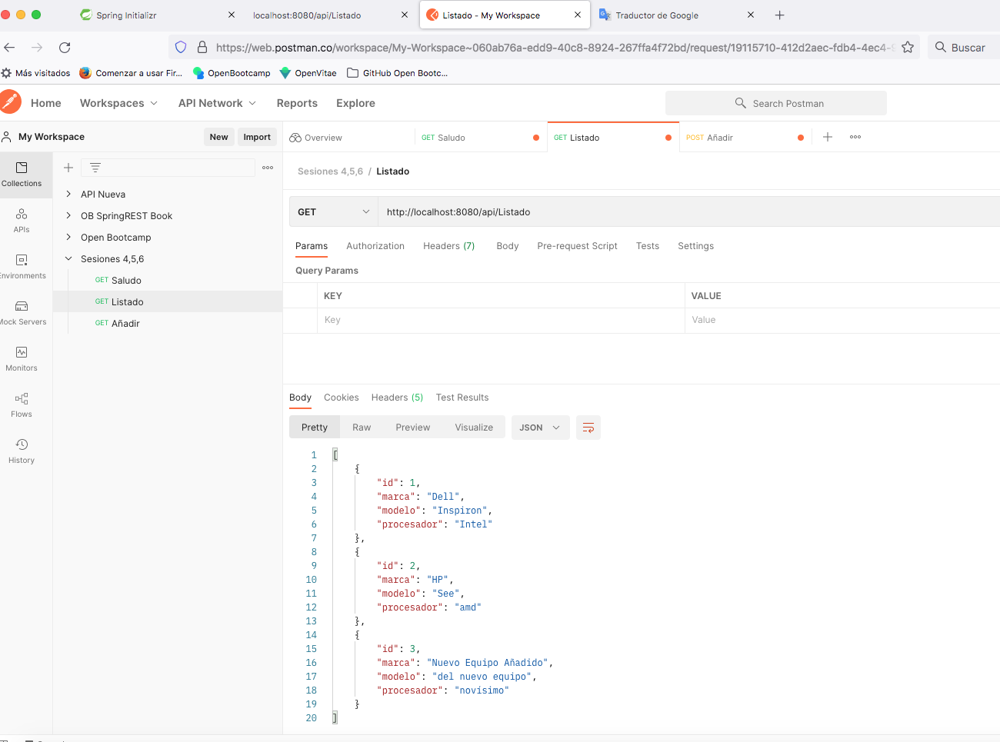 Spring Initializr
localhost:8080/api/Listado
Listado - My Workspace
Traductor de Google
https://web.postman.co/workspace/My-Workspace~060ab76a-edd9-40c8-8924-267ffa4f72bd/request/19115710-412d2aec-fdb4-4ec4-9
Buscar
Más visitados
Comenzar a usar Fir...
OpenBootcamp
OpenVitae
GitHub Open Bootc...
Home
Workspaces
API Network
Reports
Explore
Search Postman
My Workspace
New
Import
Overview
GET Saludo
GET Listado
POST Añadir
Collections
APIs
Environments
Mock Servers
Monitors
Flows
History
API Nueva
OB SpringREST Book
Open Bootcamp
Sesiones 4,5,6
GET Saludo
GET Listado
GET Añadir
Sesiones 4,5,6 / Listado
GET
http://localhost:8080/api/Listado
Params
Authorization
Headers (7)
Body
Pre-request Script
Tests
Settings
Query Params
KEY
VALUE
Key
Value
Body
Cookies
Headers (5)
Test Results
Pretty
Raw
Preview
Visualize
JSON
1 [
2 {
3 "id": 1,
4 "marca": "Dell",
5 "modelo": "Inspiron",
6 "procesador": "Intel"
7 },
8 {
9 "id": 2,
10 "marca": "HP",
11 "modelo": "See",
12 "procesador": "amd"
13 },
14 {
15 "id": 3,
16 "marca": "Nuevo Equipo Añadido",
17 "modelo": "del nuevo equipo",
18 "procesador": "novísimo"
19 }
20 ]